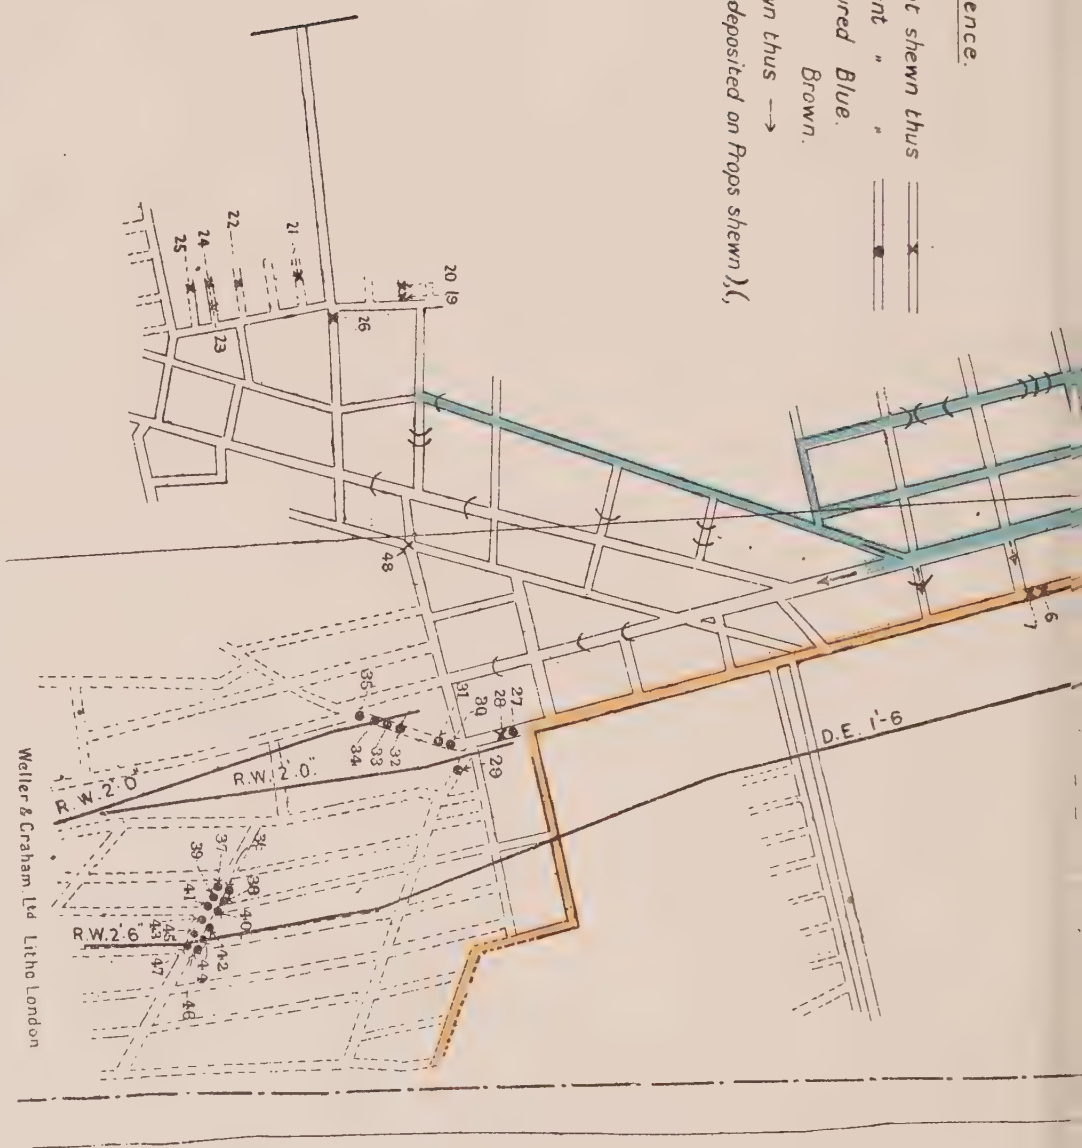 ence.
t shewn thus
nt " "
ured Blue.
Brown.
wn thus →
deposited on Props shewn ),(,
20 19
21
22
24
25
23
26
48
6
7
D.E. 1'-6
27
28
29
30
31
32
33
34
35
R.W. 2'.0"
R.W. 2'.0"
37
38
39
40
41
42
43
44
45
46
47
R.W. 2'.6"
Weller & Graham. Ltd Litho London